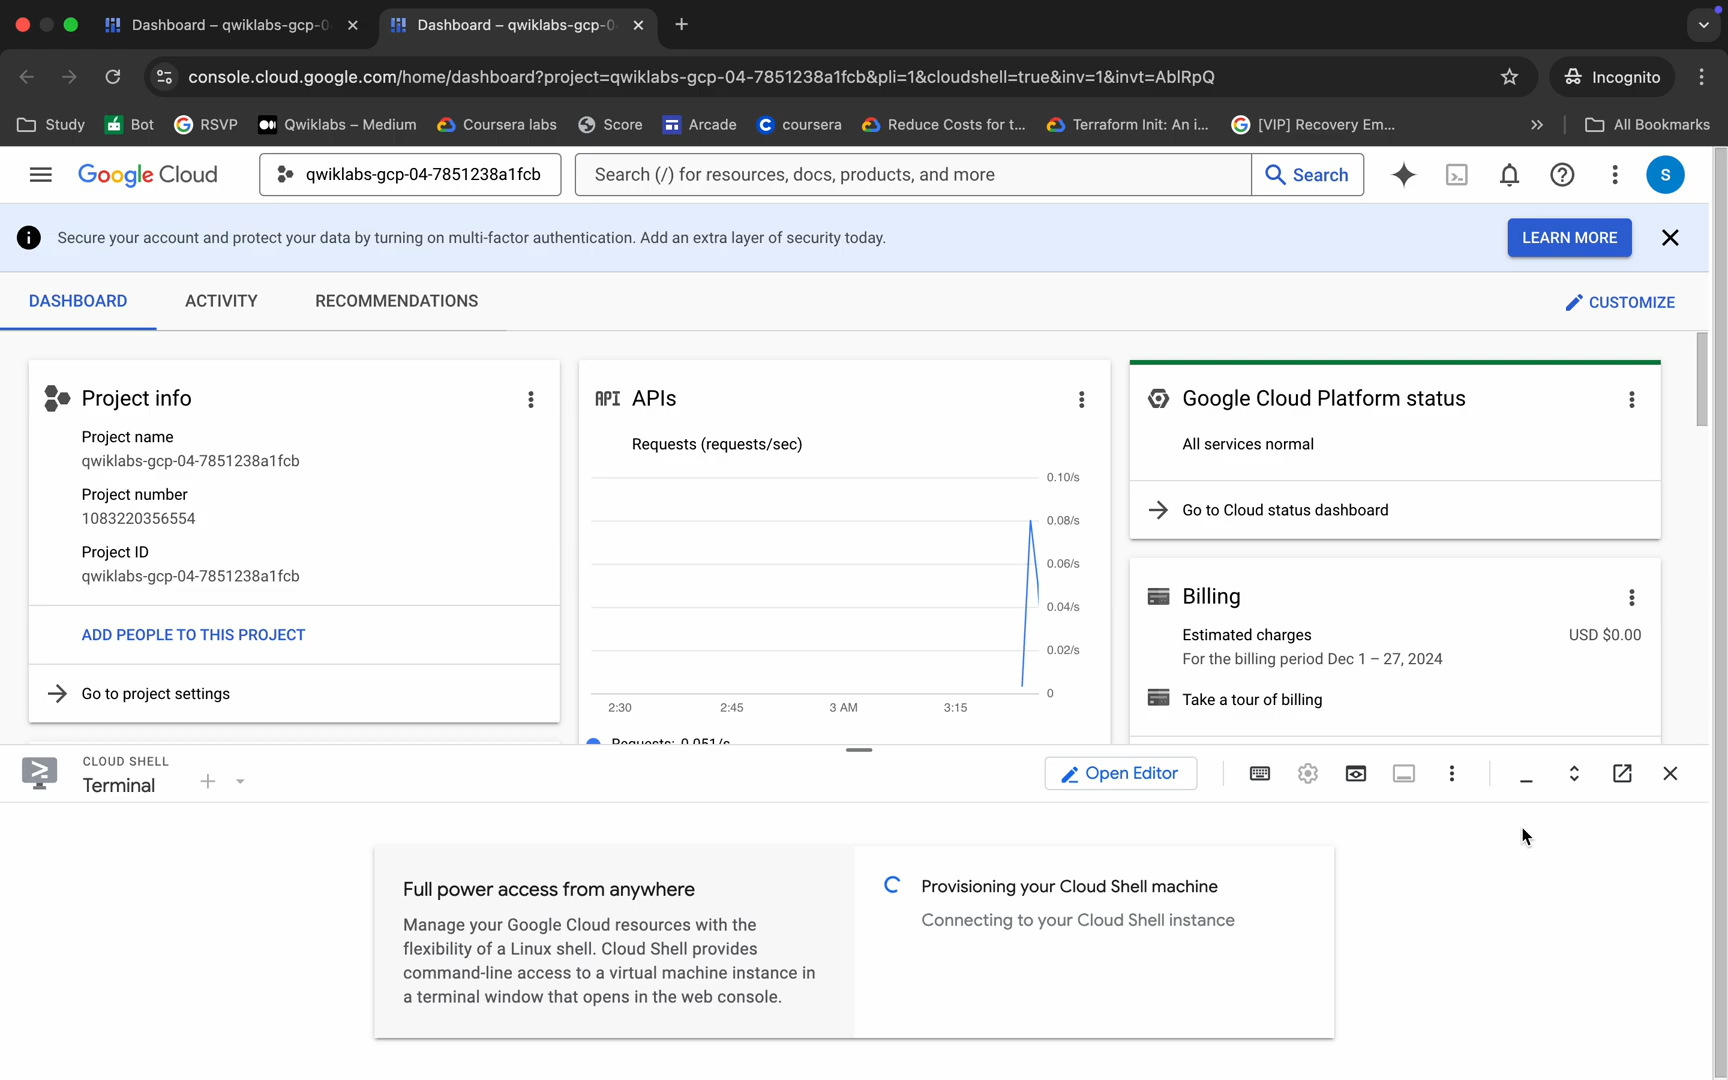 Dashboard – qwiklabs-gcp-0
Dashboard – qwiklabs-gcp-0
console.cloud.google.com/home/dashboard?project=qwiklabs-gcp-04-7851238a1fcb&pli=1&cloudshell=true&inv=1&invt=AblRpQ
Incognito
Study
Bot
RSVP
Qwiklabs – Medium
Coursera labs
Score
Arcade
coursera
Reduce Costs for t...
Terraform Init: An i...
[VIP] Recovery Em...
All Bookmarks
Google Cloud
qwiklabs-gcp-04-7851238a1fcb
Search (/) for resources, docs, products, and more
Search
S
Secure your account and protect your data by turning on multi-factor authentication. Add an extra layer of security today.
LEARN MORE
DASHBOARD
ACTIVITY
RECOMMENDATIONS
CUSTOMIZE
Project info
Project name
qwiklabs-gcp-04-7851238a1fcb
Project number
1083220356554
Project ID
qwiklabs-gcp-04-7851238a1fcb
ADD PEOPLE TO THIS PROJECT
Go to project settings
API APIs
Requests (requests/sec)
0.10/s
0.08/s
0.06/s
0.04/s
0.02/s
0
2:30
2:45
3 AM
3:15
Requests: 0.051/s
Google Cloud Platform status
All services normal
Go to Cloud status dashboard
Billing
Estimated charges
USD $0.00
For the billing period Dec 1 – 27, 2024
Take a tour of billing
CLOUD SHELL
Terminal
Open Editor
Full power access from anywhere
Manage your Google Cloud resources with the
flexibility of a Linux shell. Cloud Shell provides
command-line access to a virtual machine instance in
a terminal window that opens in the web console.
Provisioning your Cloud Shell machine
Connecting to your Cloud Shell instance